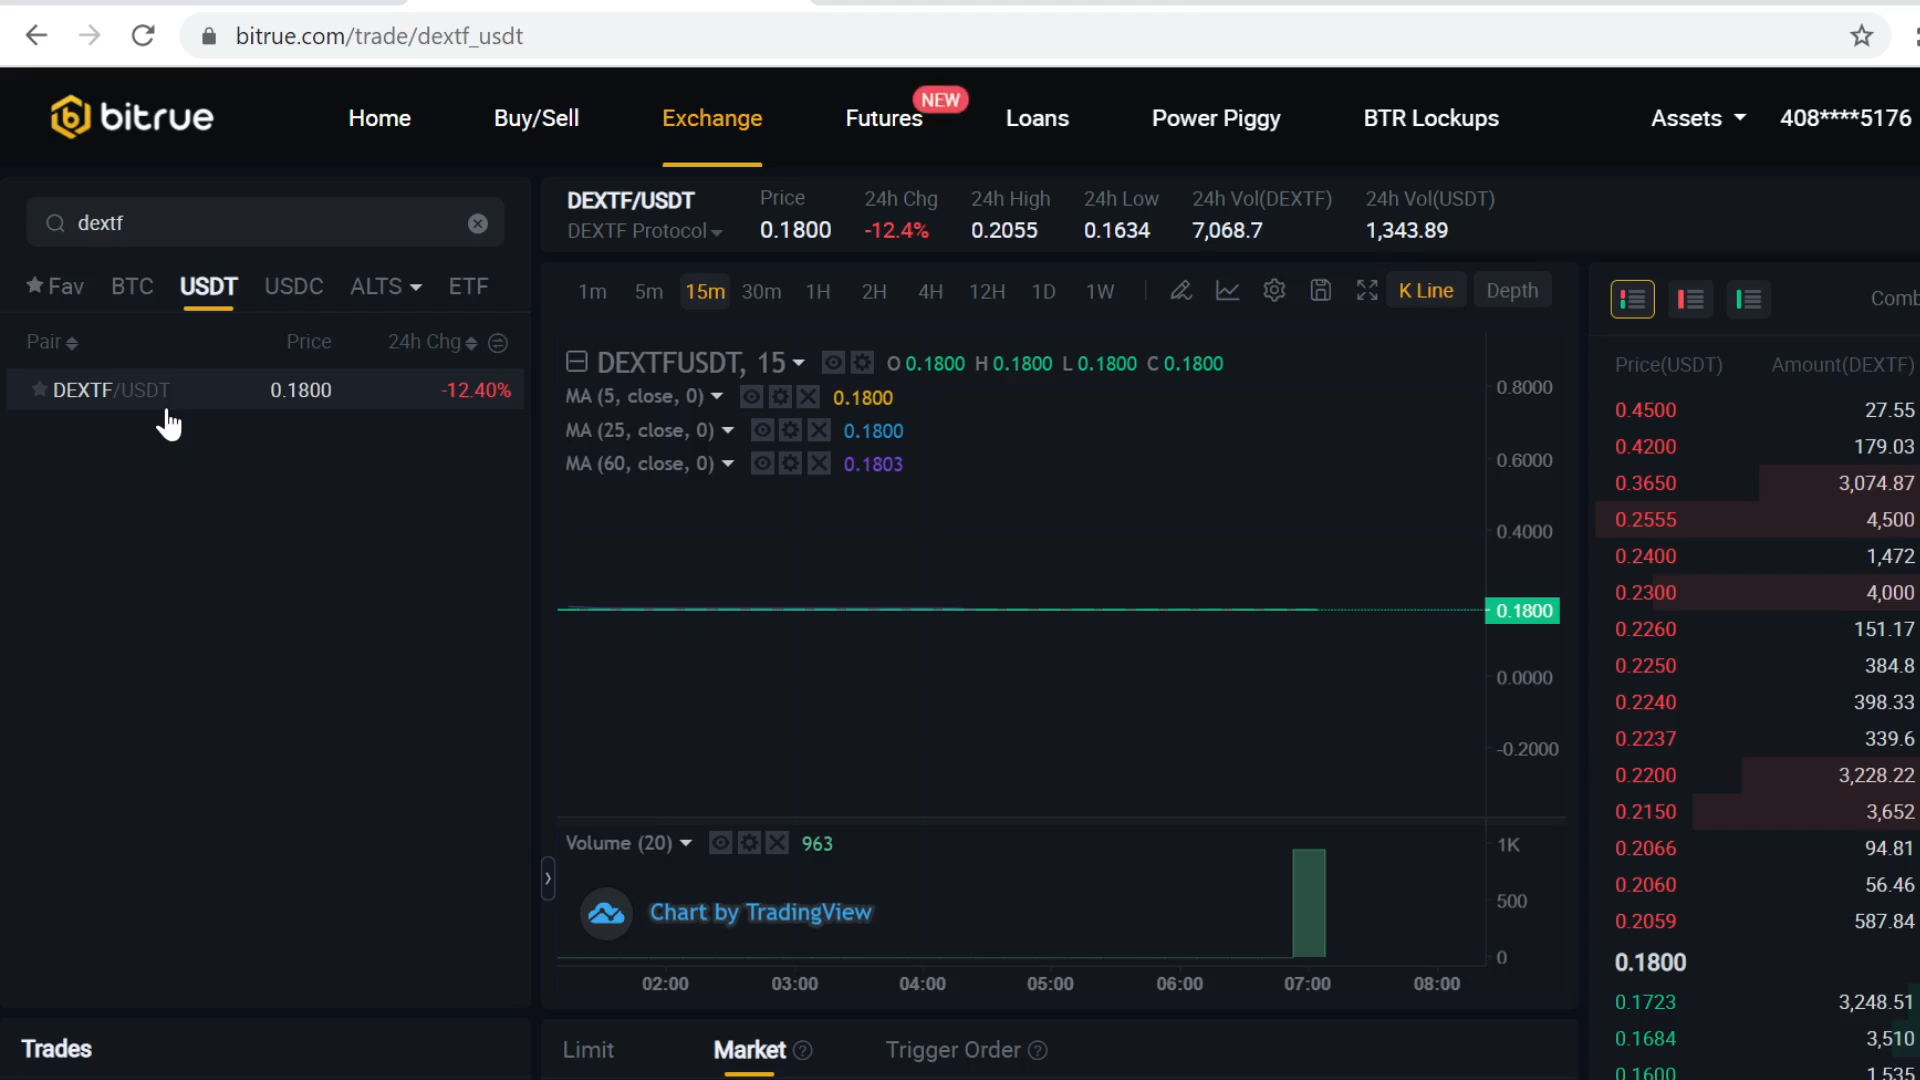 bitrue.com/trade/dextf_usdt
bitrue
Home
Buy/Sell
Exchange
Futures
NEW
Loans
Power Piggy
BTR Lockups
Assets
408****5176
dextf
Fav BTC USDT USDC ALTS ETF
Pair Price 24h Chg
DEXTF/USDT 0.1800 -12.40%
Trades
DEXTF/USDT Price 24h Chg 24h High 24h Low 24h Vol(DEXTF) 24h Vol(USDT)
DEXTF Protocol 0.1800 -12.4% 0.2055 0.1634 7,068.7 1,343.89
1m 5m 15m 30m 1H 2H 4H 12H 1D 1W K Line Depth
DEXTFUSDT, 15 O 0.1800 H 0.1800 L 0.1800 C 0.1800
MA (5, close, 0) 0.1800
MA (25, close, 0) 0.1800
MA (60, close, 0) 0.1803
0.8000
0.6000
0.4000
0.1800
0.0000
-0.2000
Volume (20) 963
1K
500
0
Chart by TradingView
02:00 03:00 04:00 05:00 06:00 07:00 08:00
Limit Market Trigger Order
Price(USDT) Amount(DEXTF)
0.4500 27.55
0.4200 179.03
0.3650 3,074.87
0.2555 4,500
0.2400 1,472
0.2300 4,000
0.2260 151.17
0.2250 384.8
0.2240 398.33
0.2237 339.6
0.2200 3,228.22
0.2150 3,652
0.2066 94.81
0.2060 56.46
0.2059 587.84
0.1800
0.1723 3,248.51
0.1684 3,510
0.1600 1,535